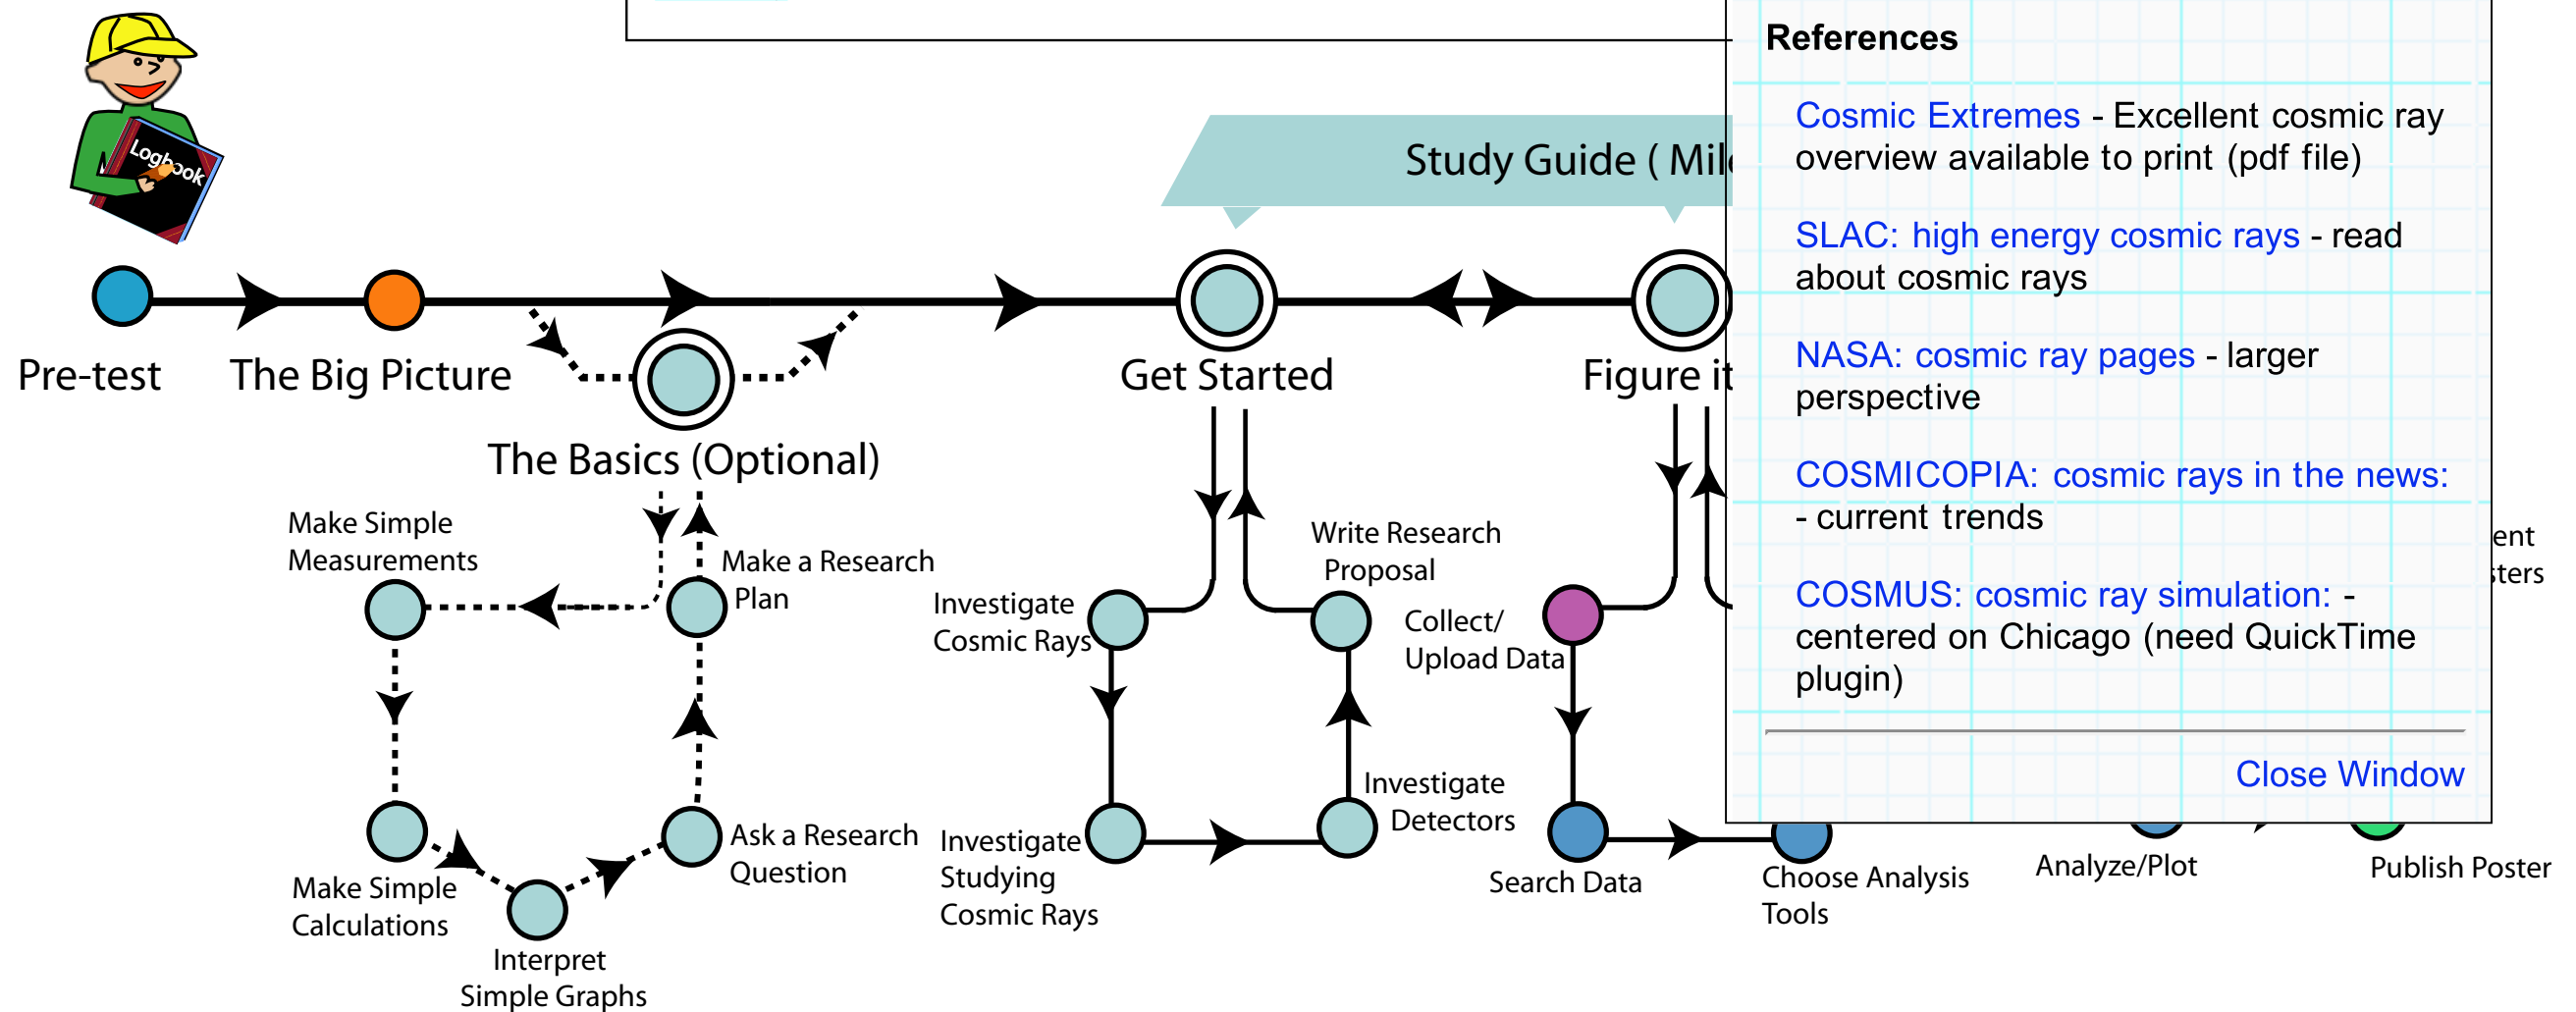 Logbook
Study Guide ( Mil
Pre-test
The Big Picture
The Basics (Optional)
Get Started
Figure it
Make Simple
Measurements
Make a Research
Plan
Make Simple
Calculations
Interpret
Simple Graphs
Ask a Research
Question
Investigate
Cosmic Rays
Write Research
Proposal
Investigate
Studying
Cosmic Rays
Investigate
Detectors
Collect/
Upload Data
Search Data
Choose Analysis
Tools
Analyze/Plot
Publish Poster
ent
sters
References
Cosmic Extremes - Excellent cosmic ray
overview available to print (pdf file)
SLAC: high energy cosmic rays - read
about cosmic rays
NASA: cosmic ray pages - larger
perspective
COSMICOPIA: cosmic rays in the news:
- current trends
COSMUS: cosmic ray simulation: -
centered on Chicago (need QuickTime
plugin)
Close Window